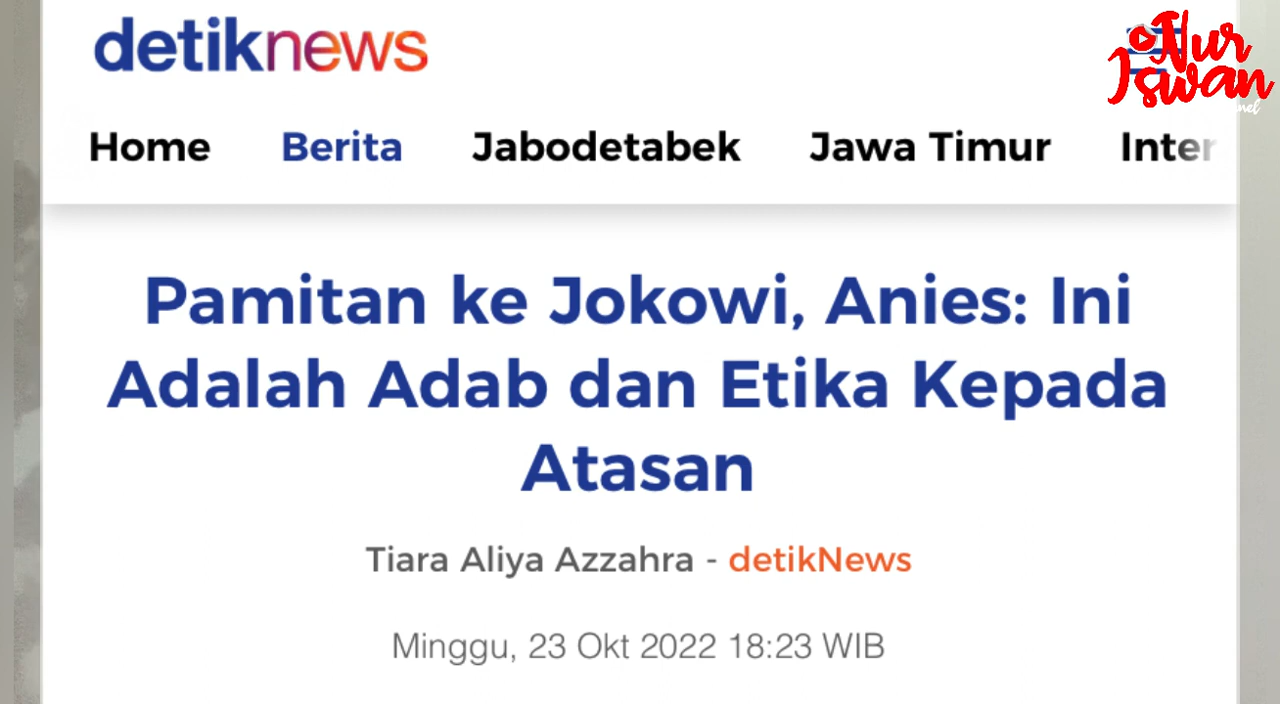 detiknews
Nur
Iswan
Home Berita Jabodetabek Jawa Timur Inter
Pamitan ke Jokowi, Anies: Ini
Adalah Adab dan Etika Kepada
Atasan
Tiara Aliya Azzahra - detikNews
Minggu, 23 Okt 2022 18:23 WIB